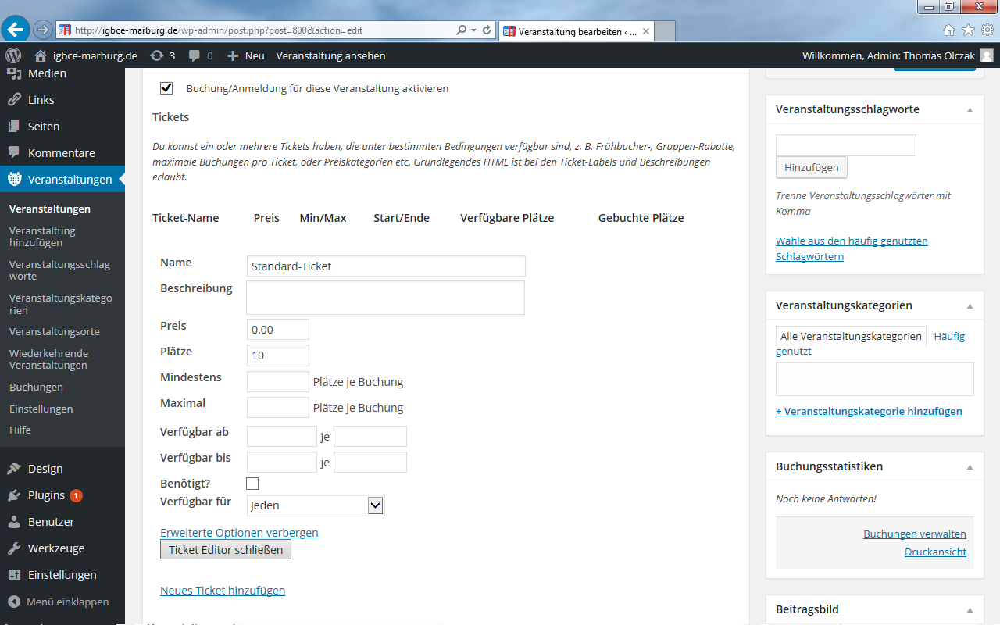 http://igbce-marburg.de/wp-admin/post.php?post=800&action=edit
Veranstaltung bearbeiten ‹ ...
igbce-marburg.de
3
0
Neu
Veranstaltung ansehen
Willkommen, Admin: Thomas Olczak
Medien
Links
Seiten
Kommentare
Veranstaltungen
Veranstaltungen
Veranstaltung
hinzufügen
Veranstaltungsschlag
worte
Veranstaltungskatego
rien
Veranstaltungsorte
Wiederkehrende
Veranstaltungen
Buchungen
Einstellungen
Hilfe
Design
Plugins 1
Benutzer
Werkzeuge
Einstellungen
Menü einklappen
Buchung/Anmeldung für diese Veranstaltung aktivieren
Tickets
Du kannst ein oder mehrere Tickets haben, die unter bestimmten Bedingungen verfügbar sind, z. B. Frühbucher-, Gruppen-Rabatte,
maximale Buchungen pro Ticket, oder Preiskategorien etc. Grundlegendes HTML ist bei den Ticket-Labels und Beschreibungen
erlaubt.
Ticket-Name Preis Min/Max Start/Ende Verfügbare Plätze Gebuchte Plätze
Name Standard-Ticket
Beschreibung
Preis 0.00
Plätze 10
Mindestens Plätze je Buchung
Maximal Plätze je Buchung
Verfügbar ab je
Verfügbar bis je
Benötigt?
Verfügbar für Jeden
Erweiterte Optionen verbergen
Ticket Editor schließen
Neues Ticket hinzufügen
Veranstaltungsschlagworte
Hinzufügen
Trenne Veranstaltungsschlagwörter mit
Komma
Wähle aus den häufig genutzten
Schlagwörtern
Veranstaltungskategorien
Alle Veranstaltungskategorien Häufig
genutzt
+ Veranstaltungskategorie hinzufügen
Buchungsstatistiken
Noch keine Antworten!
Buchungen verwalten
Druckansicht
Beitragsbild